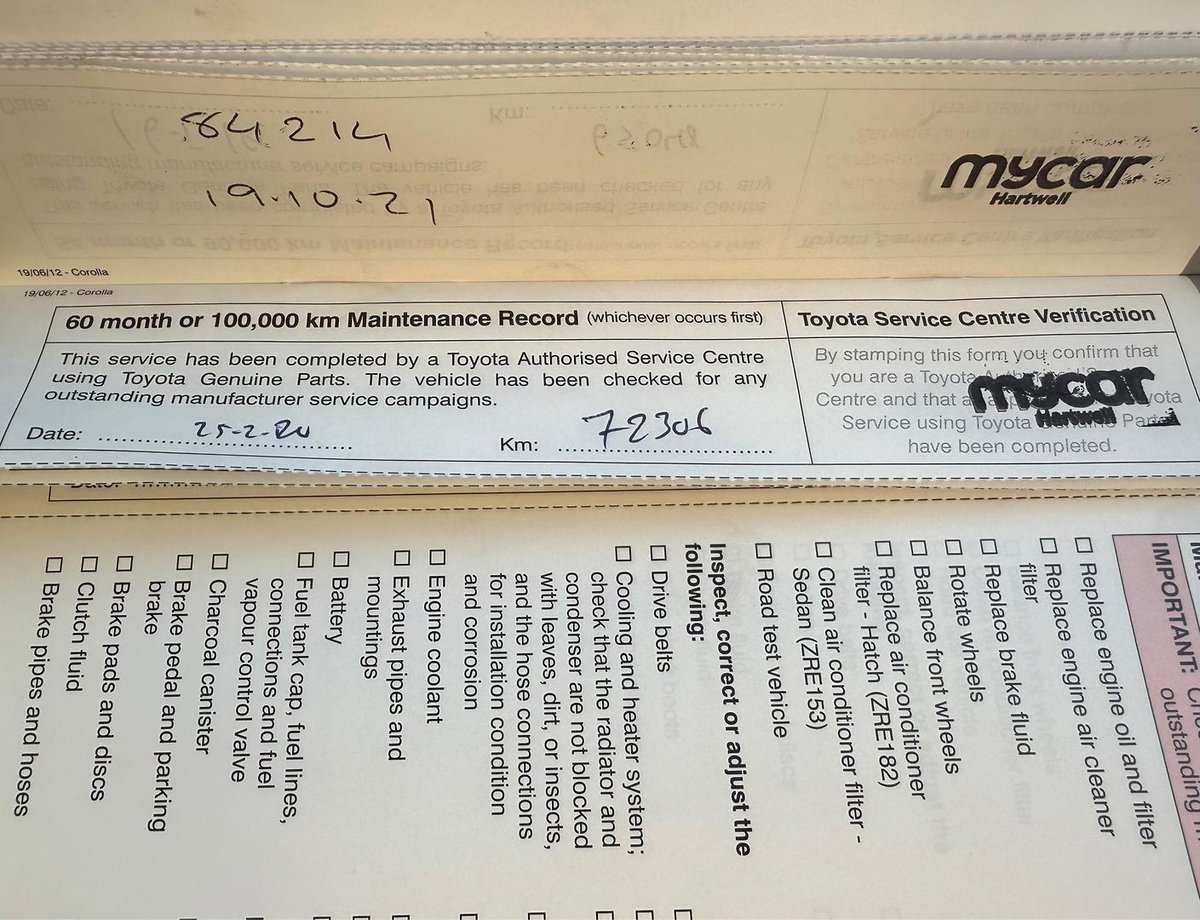 84214
19.10.21
mycar
Hartwell
19/06/12 - Corolla
19/06/12 - Corolla
60 month or 100,000 km Maintenance Record (whichever occurs first)
This service has been completed by a Toyota Authorised Service Centre
using Toyota Genuine Parts. The vehicle has been checked for any
outstanding manufacturer service campaigns.
Date: 25-2-20
Km: 72306
Toyota Service Centre Verification
By stamping this form you confirm that
you are a Toyota
Centre and that
Service using Toyota
have been completed.
mycar
Hartwell
IMPORTANT:
outstanding
☐ Replace engine oil and filter
☐ Replace engine air cleaner
filter
☐ Replace brake fluid
☐ Rotate wheels
☐ Balance front wheels
☐ Replace air conditioner
filter - Hatch (ZRE182)
☐ Clean air conditioner filter -
Sedan (ZRE153)
☐ Road test vehicle
Inspect, correct or adjust the
following:
☐ Drive belts
☐ Cooling and heater system;
check that the radiator and
condenser are not blocked
with leaves, dirt, or insects,
and the hose connections
for installation condition
and corrosion
☐ Engine coolant
☐ Exhaust pipes and
mountings
☐ Battery
☐ Fuel tank cap, fuel lines,
connections and fuel
vapour control valve
☐ Charcoal canister
☐ Brake pedal and parking
brake
☐ Brake pads and discs
☐ Clutch fluid
☐ Brake pipes and hoses